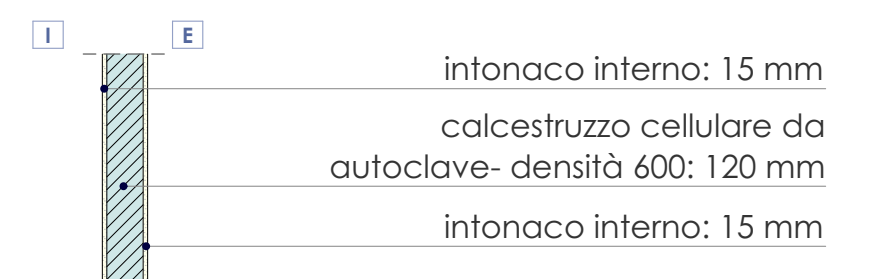 I E
intonaco interno: 15 mm
calcestruzzo cellulare da
autoclave- densità 600: 120 mm
intonaco interno: 15 mm